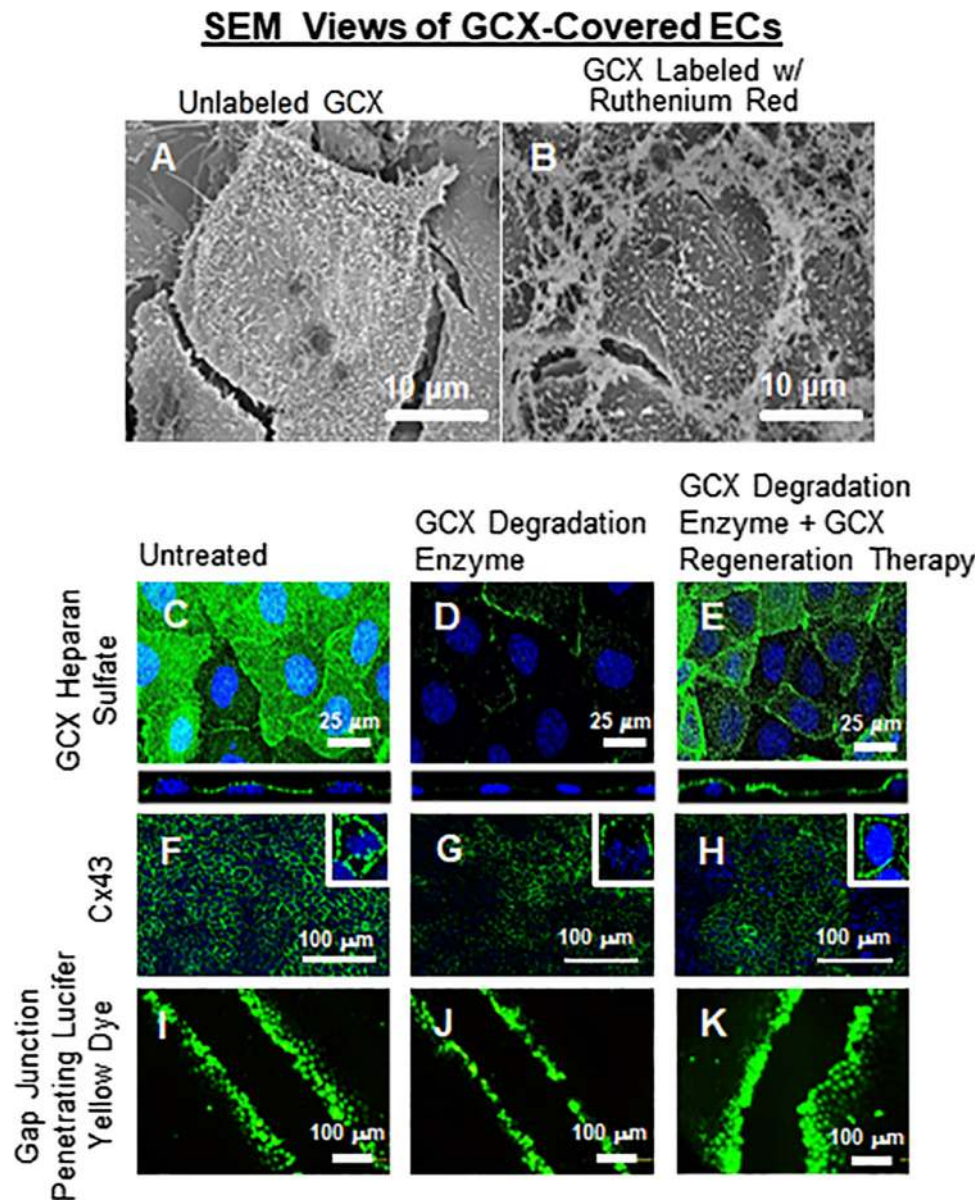 SEM Views of GCX-Covered ECs
Unlabeled GCX
GCX Labeled w/
Ruthenium Red
A
B
10 µm
10 µm
Untreated
GCX Degradation
Enzyme
GCX Degradation
Enzyme + GCX
Regeneration Therapy
GCX Heparan
Sulfate
C
D
E
25 µm
25 µm
25 µm
Cx43
F
G
H
100 µm
100 µm
100 µm
Gap Junction
Penetrating Lucifer
Yellow Dye
I
J
K
100 µm
100 µm
100 µm